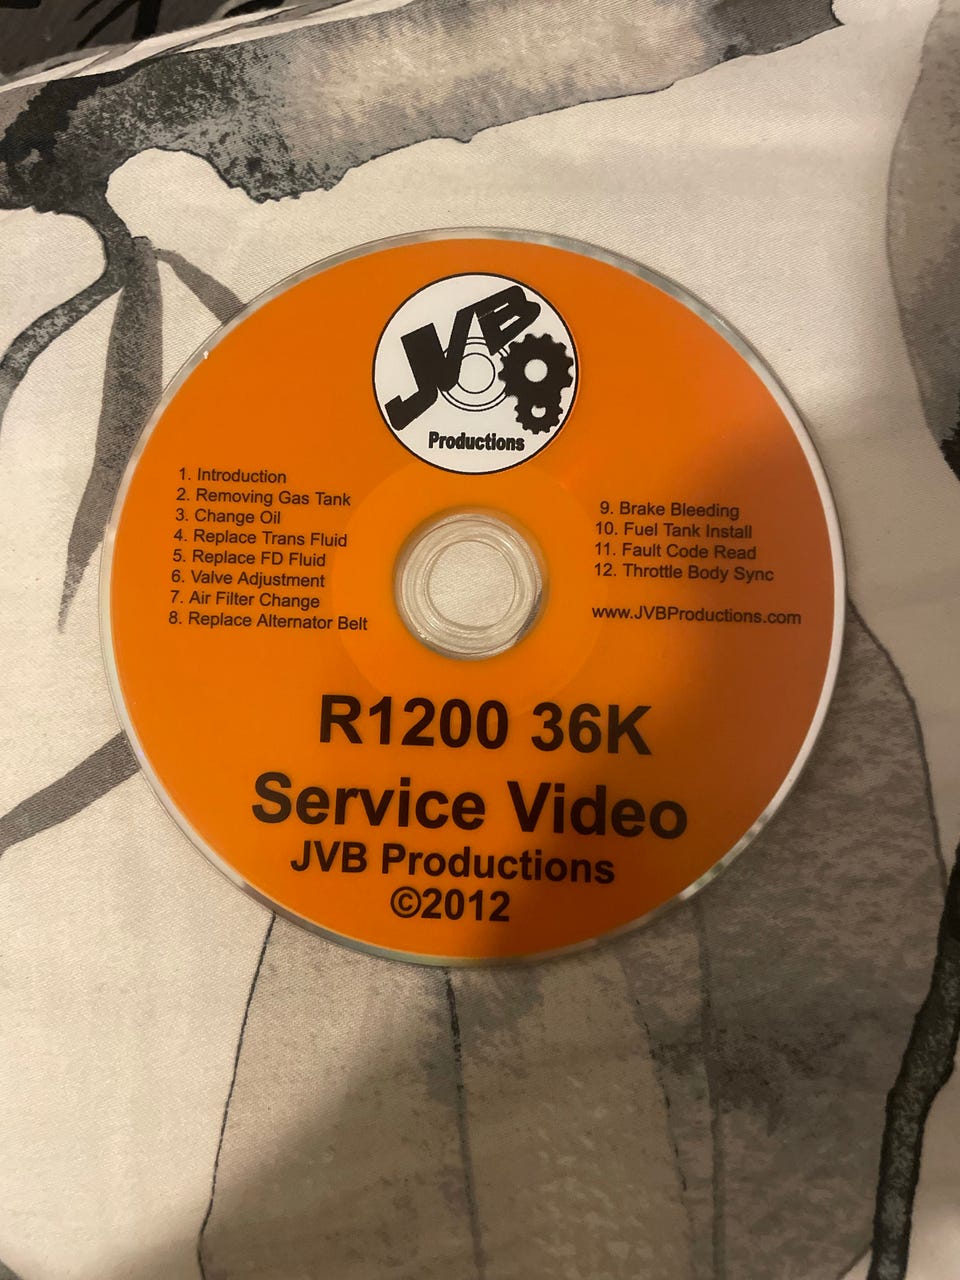 JVB
Productions
1. Introduction
2. Removing Gas Tank
3. Change Oil
4. Replace Trans Fluid
5. Replace FD Fluid
6. Valve Adjustment
7. Air Filter Change
8. Replace Alternator Belt
9. Brake Bleeding
10. Fuel Tank Install
11. Fault Code Read
12. Throttle Body Sync
www.JVBProductions.com
R1200 36K
Service Video
JVB Productions
©2012